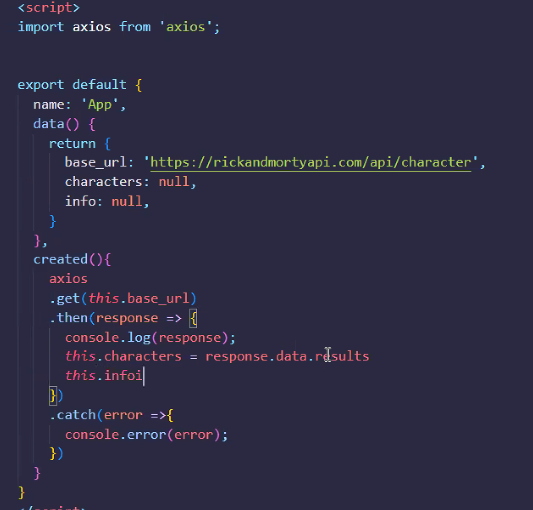 <script>
import axios from 'axios';
export default {
name: 'App',
data() {
return {
base_url: 'https://rickandmortyapi.com/api/character',
characters: null,
info: null,
}
},
created(){
axios
.get(this.base_url)
.then(response => {
console.log(response);
this.characters = response.data.results
this.infoi
})
.catch(error =>{
console.error(error);
})
}
}
</script>